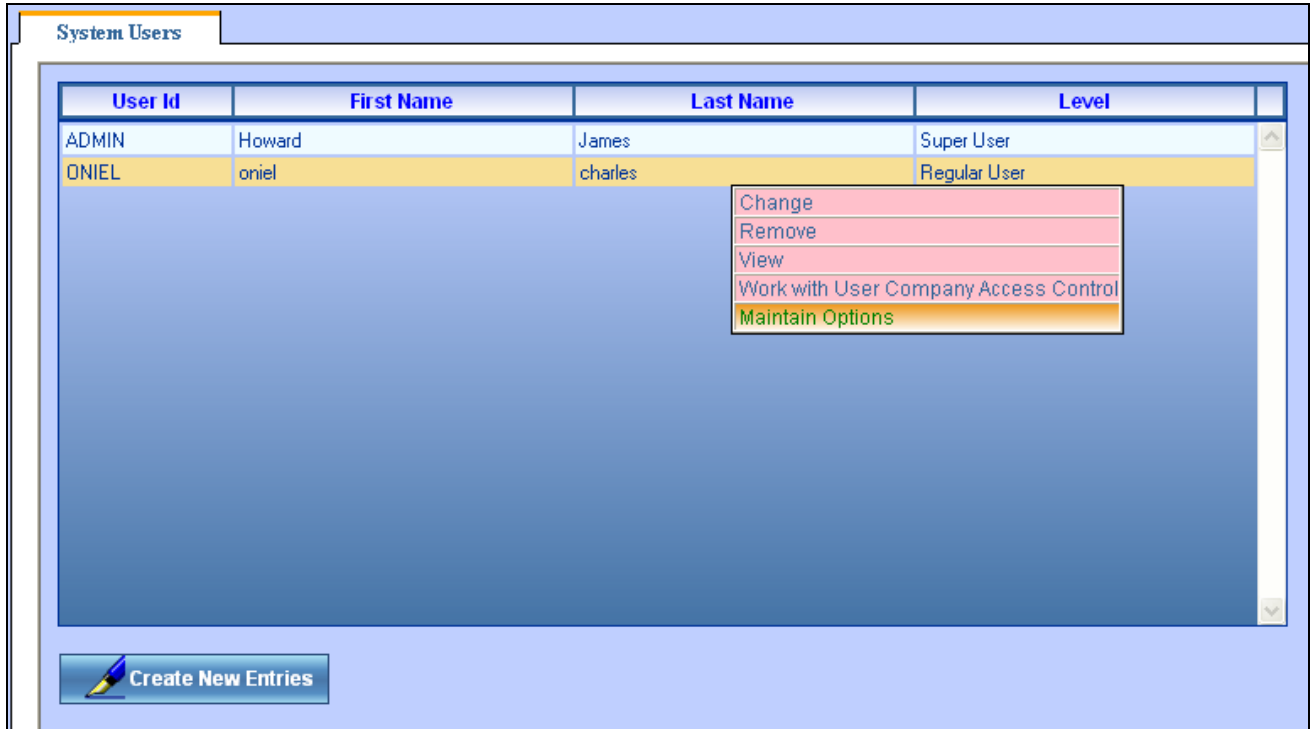 System Users
User Id First Name Last Name Level
ADMIN Howard James Super User
ONIEL oniel charles Regular User
Change
Remove
View
Work with User Company Access Control
Maintain Options
Create New Entries